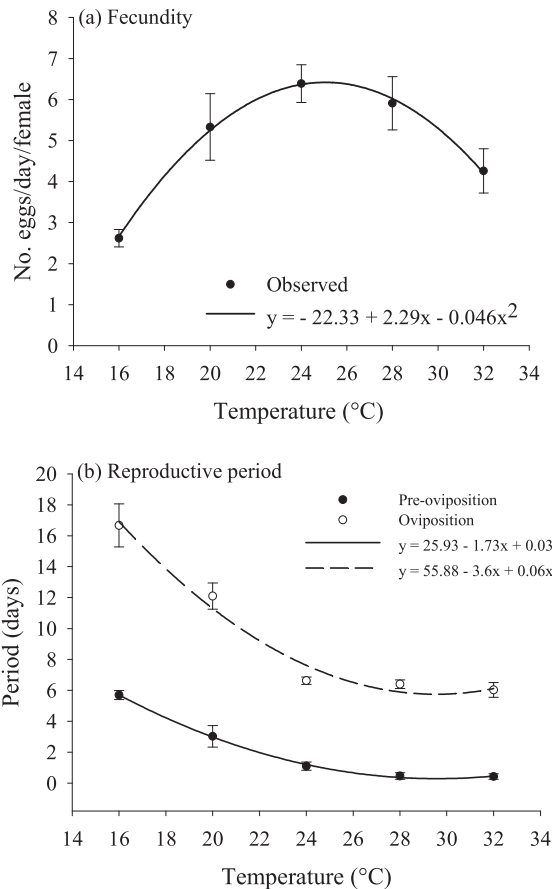 (a) Fecundity
8
7
6
5
4
3
2
1
0
No. eggs/day/female
Observed
y = - 22.33 + 2.29x - 0.046x²
14 16 18 20 22 24 26 28 30 32 34
Temperature (°C)
(b) Reproductive period
20
18
16
14
12
10
8
6
4
2
0
Period (days)
Pre-oviposition
Oviposition
y = 25.93 - 1.73x + 0.03
y = 55.88 - 3.6x + 0.06x
14 16 18 20 22 24 26 28 30 32 34
Temperature (°C)